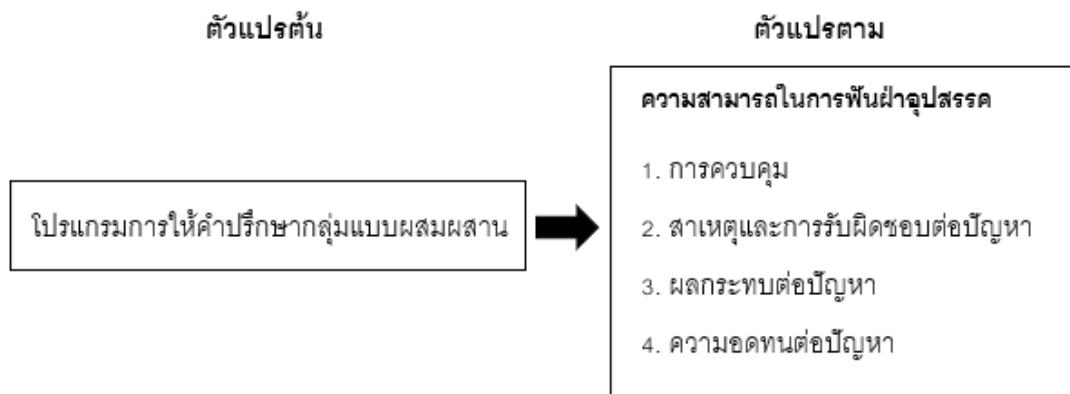 ตัวแปรต้น
ตัวแปรตาม
โปรแกรมการให้คำปรึกษากลุ่มแบบผสมผสาน
ความสามารถในการฟันฝ่าอุปสรรค
1. การควบคุม
2. สาเหตุและการรับผิดชอบต่อปัญหา
3. ผลกระทบต่อปัญหา
4. ความอดทนต่อปัญหา